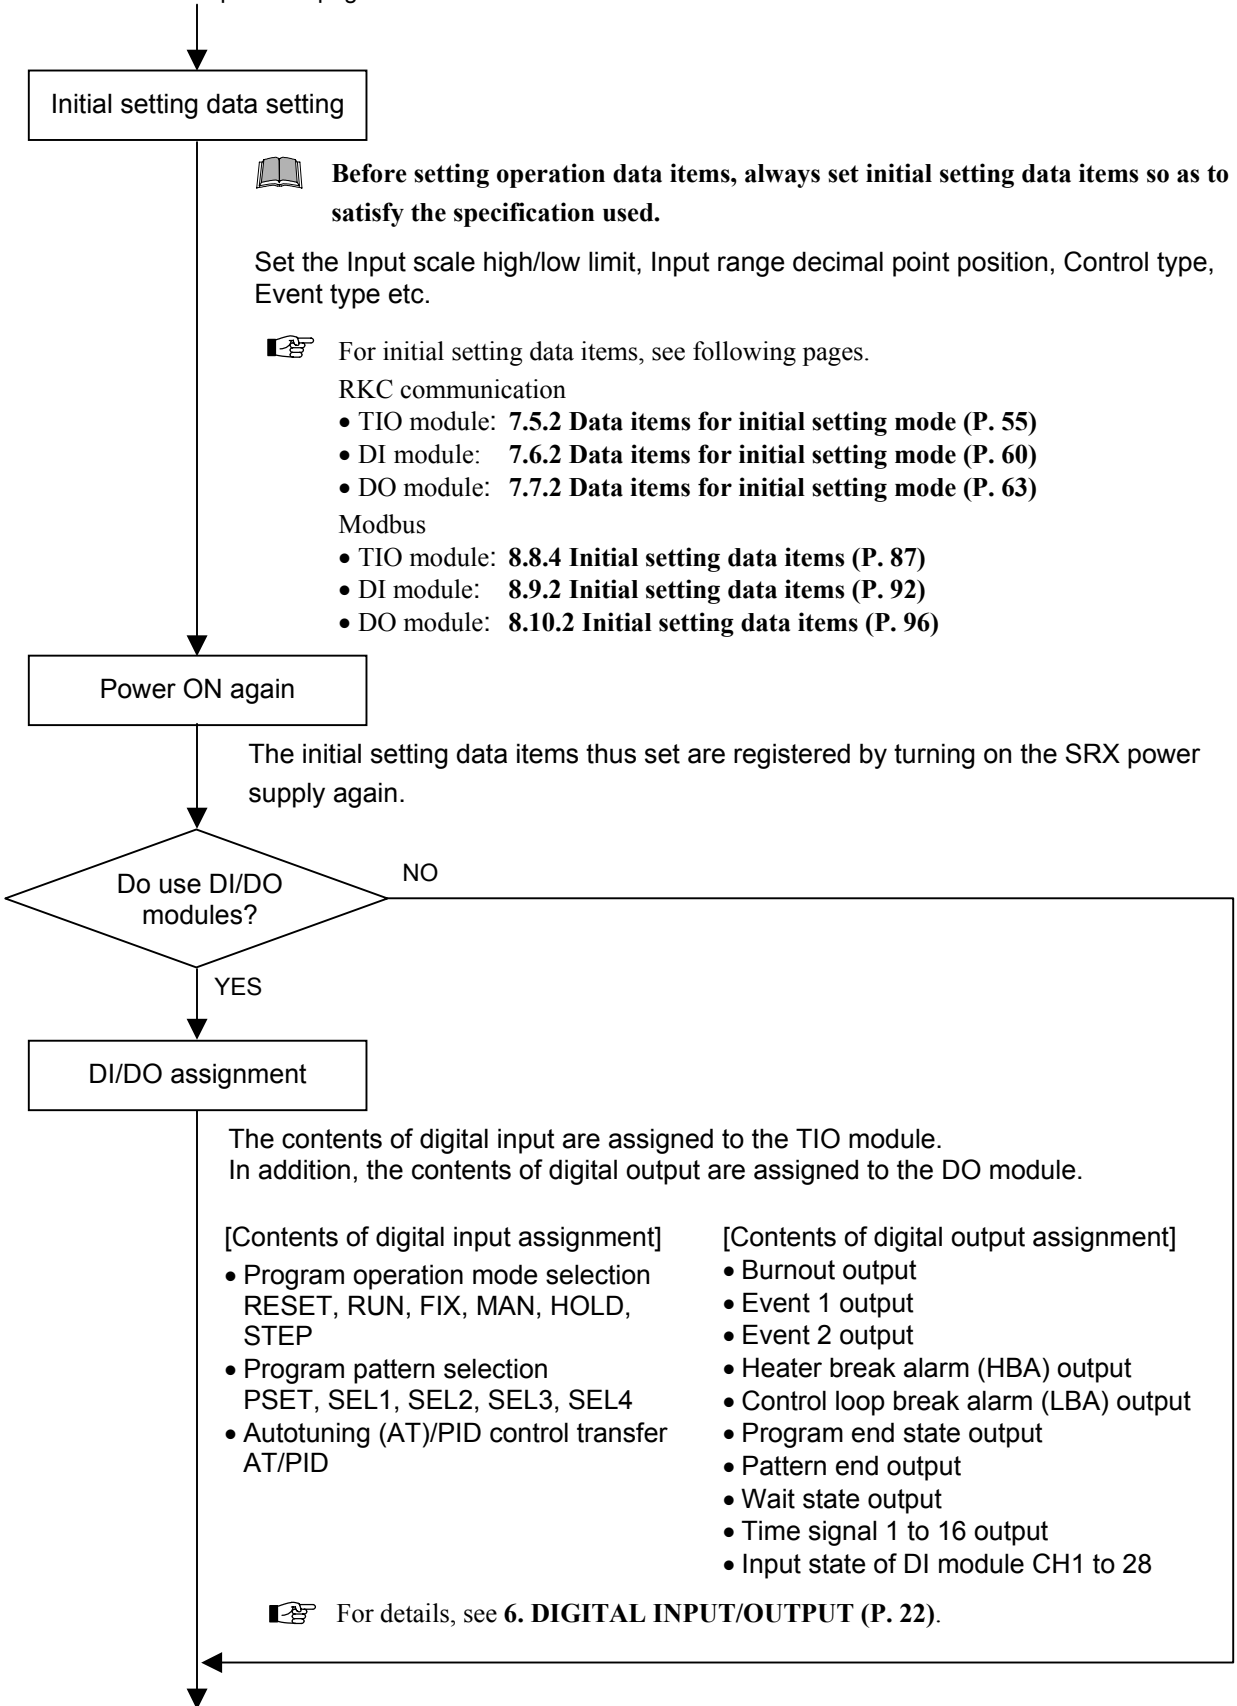 Initial setting data setting
Before setting operation data items, always set initial setting data items so as to
satisfy the specification used.
Set the Input scale high/low limit, Input range decimal point position, Control type,
Event type etc.
For initial setting data items, see following pages.
RKC communication
• TIO module: 7.5.2 Data items for initial setting mode (P. 55)
• DI module: 7.6.2 Data items for initial setting mode (P. 60)
• DO module: 7.7.2 Data items for initial setting mode (P. 63)
Modbus
• TIO module: 8.8.4 Initial setting data items (P. 87)
• DI module: 8.9.2 Initial setting data items (P. 92)
• DO module: 8.10.2 Initial setting data items (P. 96)
Power ON again
The initial setting data items thus set are registered by turning on the SRX power
supply again.
Do use DI/DO
modules?
NO
YES
DI/DO assignment
The contents of digital input are assigned to the TIO module.
In addition, the contents of digital output are assigned to the DO module.
[Contents of digital input assignment]
• Program operation mode selection
RESET, RUN, FIX, MAN, HOLD,
STEP
• Program pattern selection
PSET, SEL1, SEL2, SEL3, SEL4
• Autotuning (AT)/PID control transfer
AT/PID
[Contents of digital output assignment]
• Burnout output
• Event 1 output
• Event 2 output
• Heater break alarm (HBA) output
• Control loop break alarm (LBA) output
• Program end state output
• Pattern end output
• Wait state output
• Time signal 1 to 16 output
• Input state of DI module CH1 to 28
For details, see 6. DIGITAL INPUT/OUTPUT (P. 22).